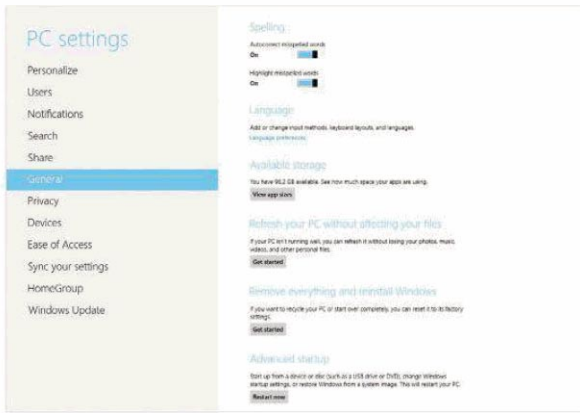 PC settings
Personalize
Users
Notifications
Search
Share
General
Privacy
Devices
Ease of Access
Sync your settings
HomeGroup
Windows Update
Spelling
Autocorrect misspelled words
On
Highlight misspelled words
On
Language
Add or change input methods, keyboard layouts, and languages.
Language preferences
Available storage
You have 90.2 GB available. See how much space your apps are using.
View app sizes
Refresh your PC without affecting your files
If your PC isn't running well, you can refresh it without losing your photos, music,
videos, and other personal files.
Get started
Remove everything and reinstall Windows
If you want to recycle your PC or start over completely, you can reset it to its factory
settings.
Get started
Advanced startup
Start up from a device or disc (such as a USB drive or DVD), change Windows
startup settings, or restore Windows from a system image. This will restart your PC.
Restart now